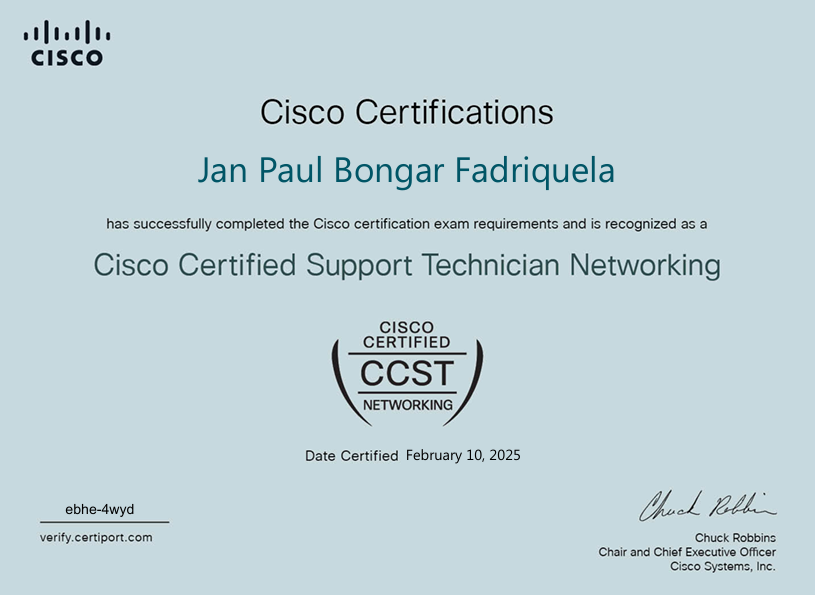 CISCO
Cisco Certifications
Jan Paul Bongar Fadriquela
has successfully completed the Cisco certification exam requirements and is recognized as a
Cisco Certified Support Technician Networking
CISCO
CERTIFIED
CCST
NETWORKING
Date Certified February 10, 2025
ebhe-4wyd
verify.certiport.com
Chuck Robbins
Chuck Robbins
Chair and Chief Executive Officer
Cisco Systems, Inc.